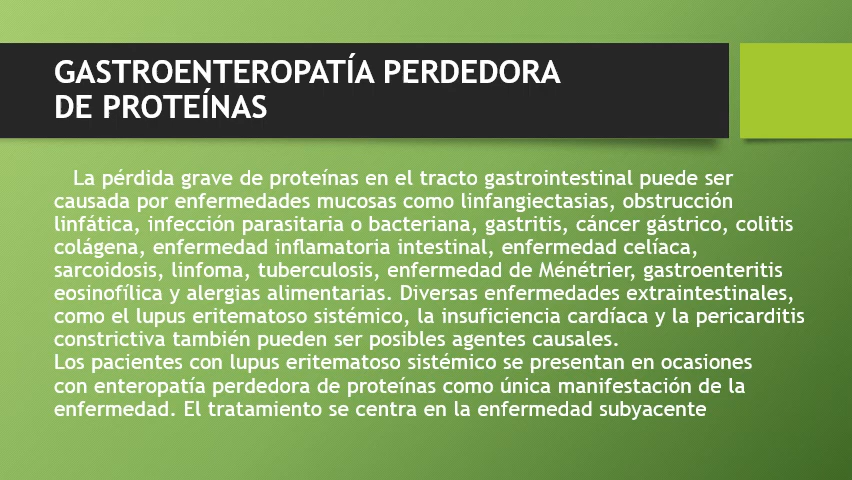 GASTROENTEROPATÍA PERDEDORA
DE PROTEÍNAS
La pérdida grave de proteínas en el tracto gastrointestinal puede ser
causada por enfermedades mucosas como linfangiectasias, obstrucción
linfática, infección parasitaria o bacteriana, gastritis, cáncer gástrico, colitis
colágena, enfermedad inflamatoria intestinal, enfermedad celíaca,
sarcoidosis, linfoma, tuberculosis, enfermedad de Ménétrier, gastroenteritis
eosinofílica y alergias alimentarias. Diversas enfermedades extraintestinales,
como el lupus eritematoso sistémico, la insuficiencia cardíaca y la pericarditis
constrictiva también pueden ser posibles agentes causales.
Los pacientes con lupus eritematoso sistémico se presentan en ocasiones
con enteropatía perdedora de proteínas como única manifestación de la
enfermedad. El tratamiento se centra en la enfermedad subyacente